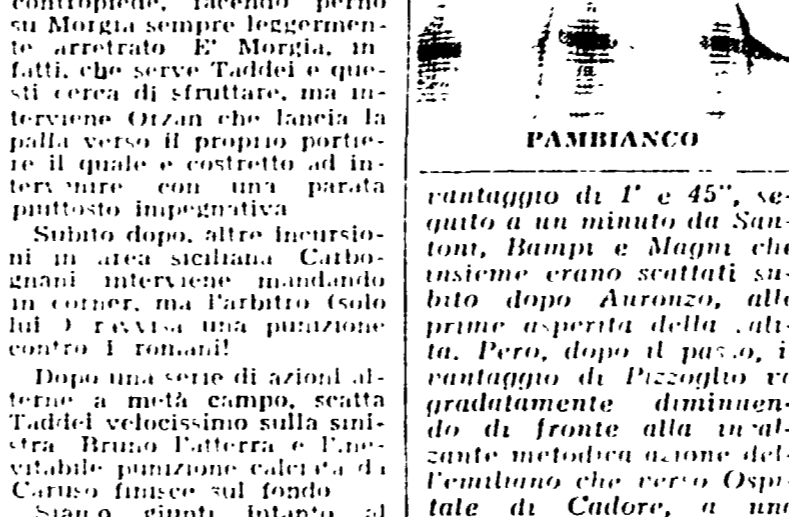 contropiede, facendo perno
su Morgia sempre leggermen-
te arretrato E' Morgia, in-
fatti, che serve Taddei e que-
sti cerca di sfruttare, ma in-
terviene Orzan che lancia la
palla verso il proprio portie-
re il quale e costretto ad in-
tervenire con una parata
piuttosto impegnativa
Subito dopo, altre incursio-
ni in area siciliana Carbo-
gnani interviene mandando
in corner, ma l'arbitro (solo
lui ) ravvisa una punizione
contro i romani!
Dopo una serie di azioni al-
terne a metà campo, scatta
Taddei velocissimo sulla sini-
stra Bruno l'atterra e l'ine-
vitabile punizione calciata da
Caruso finisce sul fondo
Siamo giunti intanto al
PAMBIANCO
vantaggio di 1' e 45", se-
guito a un minuto da San-
toni, Bampi e Magni che
insieme erano scattati su-
bito dopo Auronzo, alle
prime asperita della sali-
ta. Pero, dopo il passo, il
vantaggio di Pizzoglio va
gradatamente diminuen-
do di fronte alla incal-
zante metodica azione del-
l'emiliano che verso Ospi-
tale di Cadore, a una